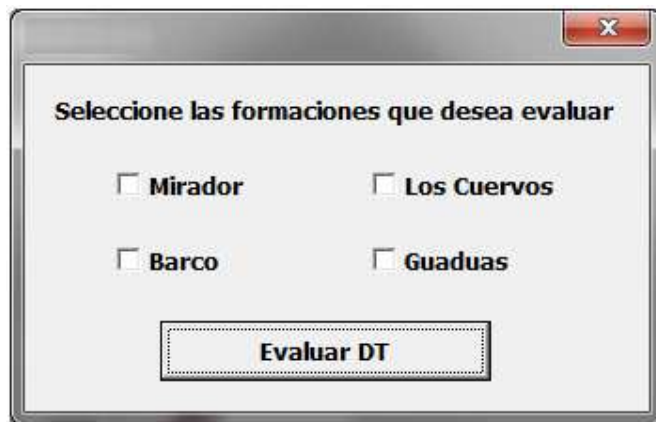 Seleccione las formaciones que desea evaluar
Mirador Los Cuervos
Barco Guaduas
Evaluar DT